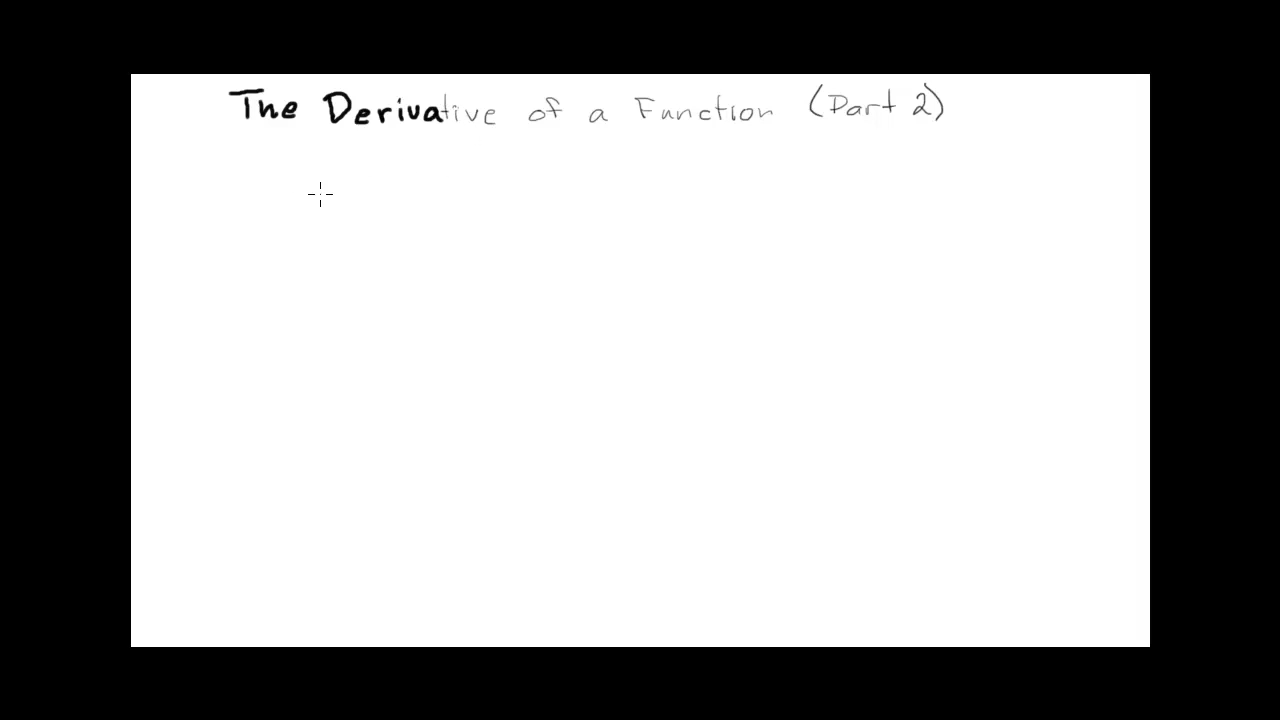 The Derivative of a Function (Part 2)